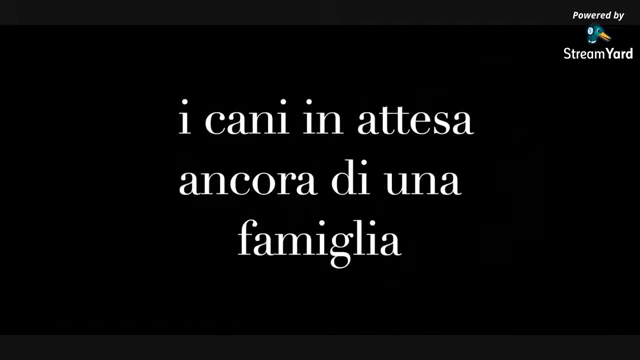 Powered by
StreamYard
i cani in attesa
ancora di una
famiglia